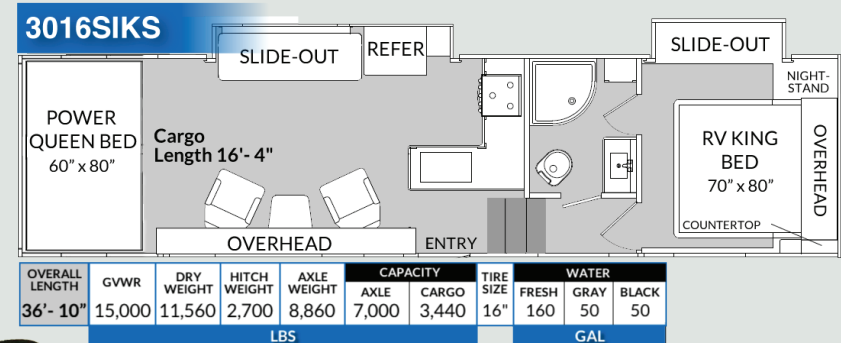 3016SIKS
SLIDE-OUT
REFER
SLIDE-OUT
NIGHT-
STAND
POWER
QUEEN BED
60” x 80”
Cargo
Length 16'- 4"
RV KING
BED
70” x 80”
OVERHEAD
COUNTERTOP
OVERHEAD
ENTRY
OVERALL
LENGTH
36’- 10”
GVWR
15,000
DRY
WEIGHT
11,560
HITCH
WEIGHT
2,700
AXLE
WEIGHT
8,860
CAPACITY
AXLE
7,000
CARGO
3,440
TIRE
SIZE
16"
WATER
FRESH
160
GRAY
50
BLACK
50
LBS
GAL